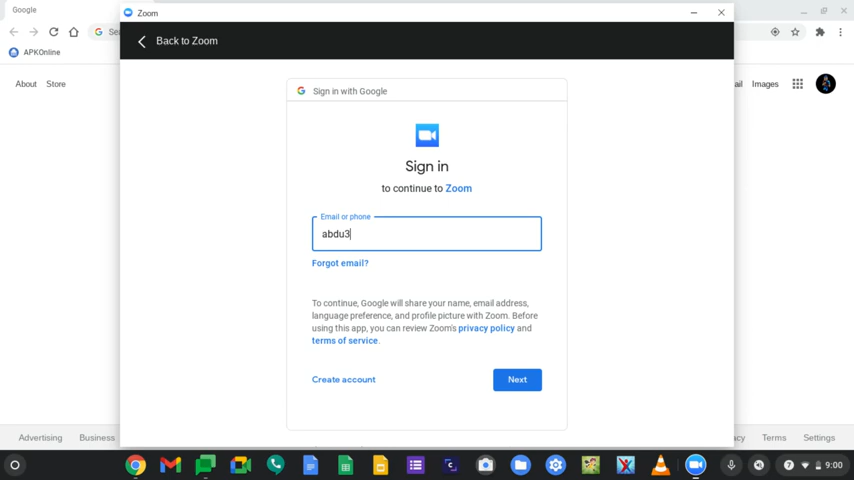 Google
Zoom
Back to Zoom
APKOnline
About Store
Images
Sign in with Google
Sign in
to continue to Zoom
Email or phone
abdu3
Forgot email?
To continue, Google will share your name, email address,
language preference, and profile picture with Zoom. Before
using this app, you can review Zoom's privacy policy and
terms of service.
Create account
Next
Advertising Business
Terms Settings
7
9:00